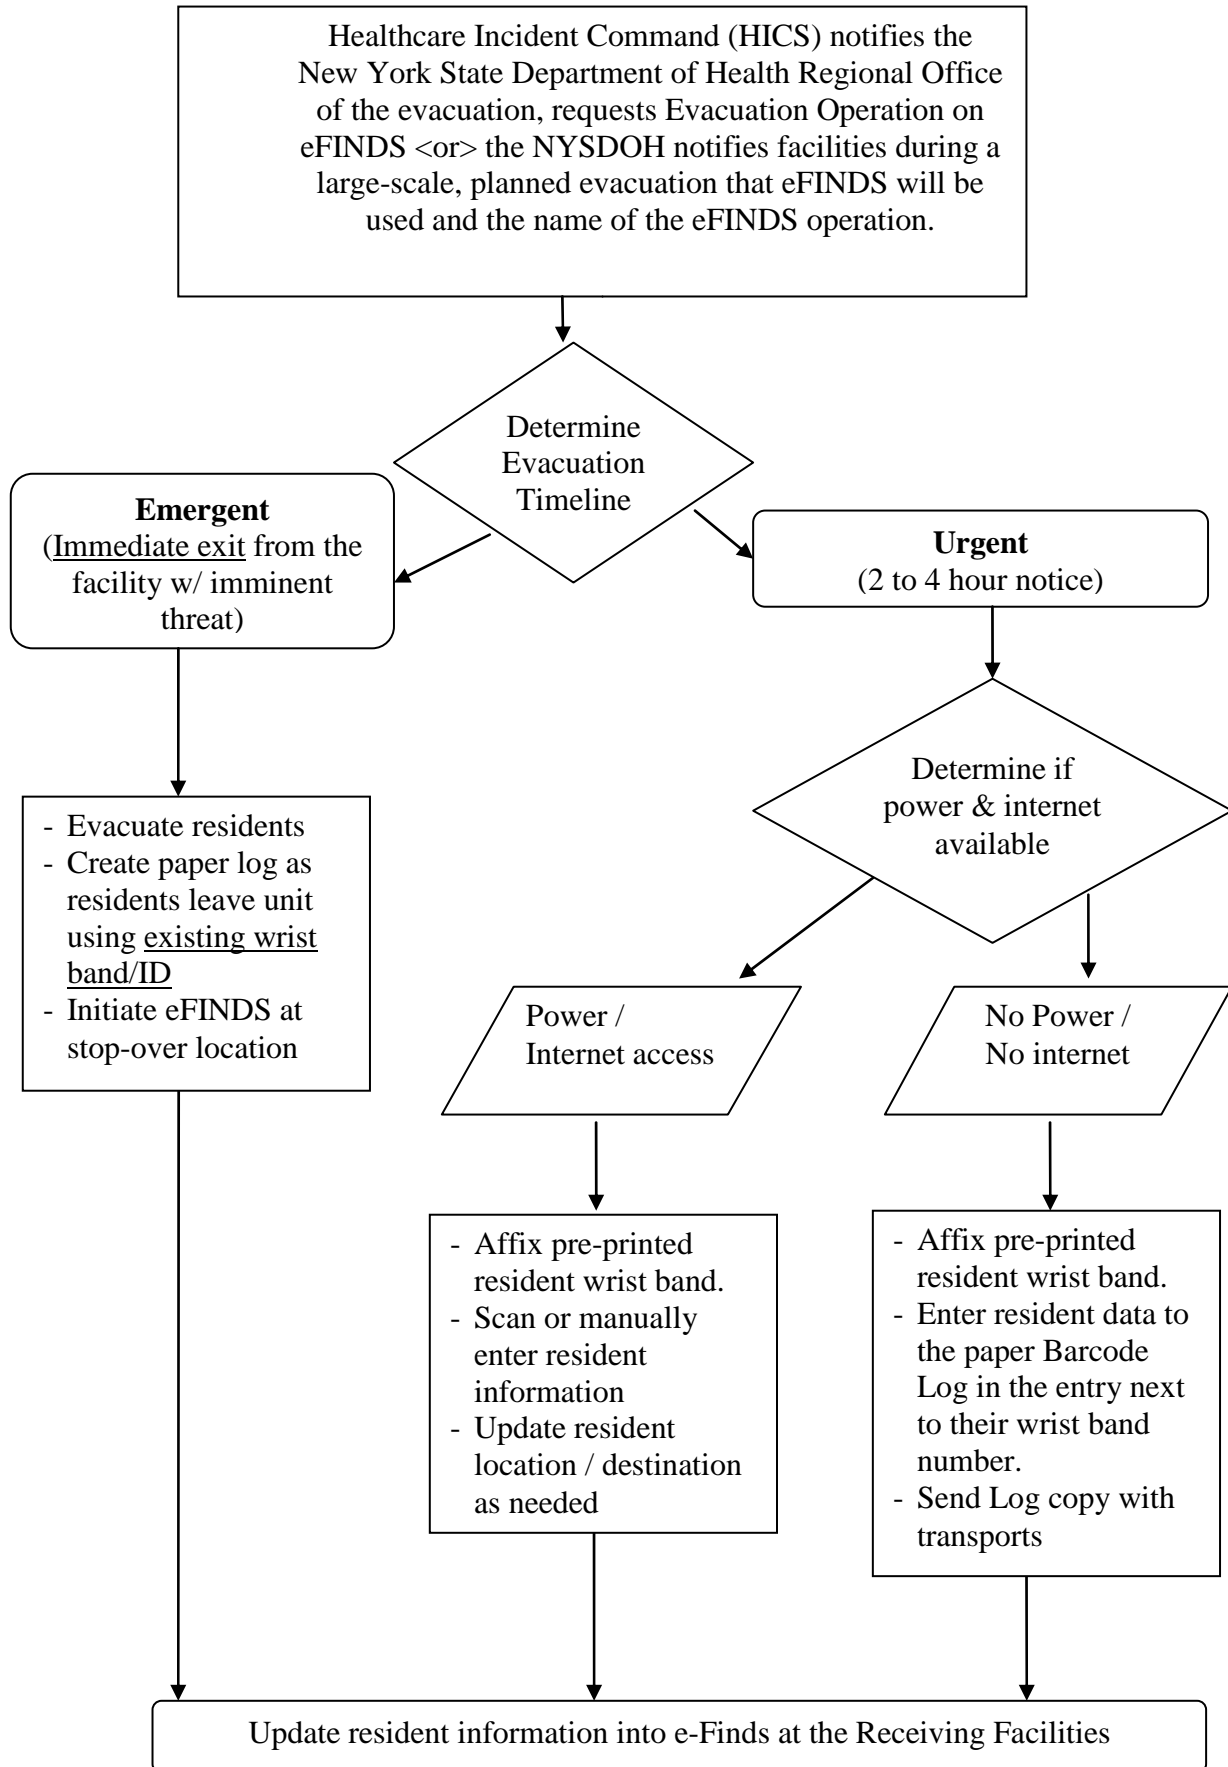 Healthcare Incident Command (HICS) notifies the
New York State Department of Health Regional Office
of the evacuation, requests Evacuation Operation on
eFINDS <or> the NYSDOH notifies facilities during a
large-scale, planned evacuation that eFINDS will be
used and the name of the eFINDS operation.
Determine
Evacuation
Timeline
Emergent
(Immediate exit from the
facility w/ imminent
threat)
Urgent
(2 to 4 hour notice)
Determine if
power & internet
available
- Evacuate residents
- Create paper log as
residents leave unit
using existing wrist
band/ID
- Initiate eFINDS at
stop-over location
Power /
Internet access
No Power /
No internet
- Affix pre-printed
resident wrist band.
- Scan or manually
enter resident
information
- Update resident
location / destination
as needed
- Affix pre-printed
resident wrist band.
- Enter resident data to
the paper Barcode
Log in the entry next
to their wrist band
number.
- Send Log copy with
transports
Update resident information into e-Finds at the Receiving Facilities